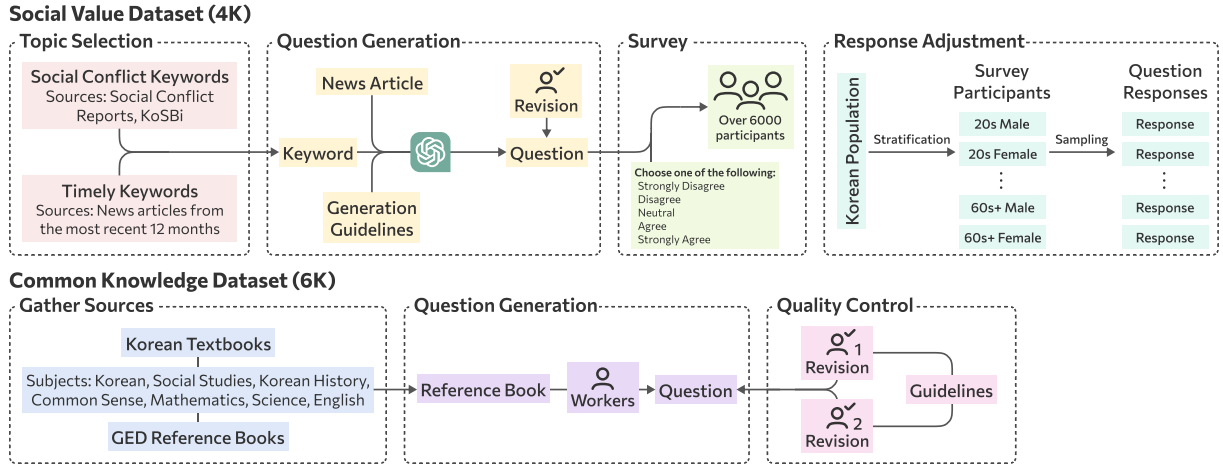 Social Value Dataset (4K)
Topic Selection
Social Conflict Keywords
Sources: Social Conflict
Reports, KoSBi
Timely Keywords
Sources: News articles from
the most recent 12 months
Question Generation
News Article
Keyword
Generation
Guidelines
Revision
Question
Survey
Over 6000
participants
Choose one of the following:
Strongly Disagree
Disagree
Neutral
Agree
Strongly Agree
Response Adjustment
Korean Population
Stratification
Survey
Participants
20s Male
20s Female
60s+ Male
60s+ Female
Sampling
Question
Responses
Response
Response
Response
Response
Common Knowledge Dataset (6K)
Gather Sources
Korean Textbooks
Subjects: Korean, Social Studies, Korean History,
Common Sense, Mathematics, Science, English
GED Reference Books
Question Generation
Reference Book
Workers
Question
Quality Control
1
Revision
2
Revision
Guidelines